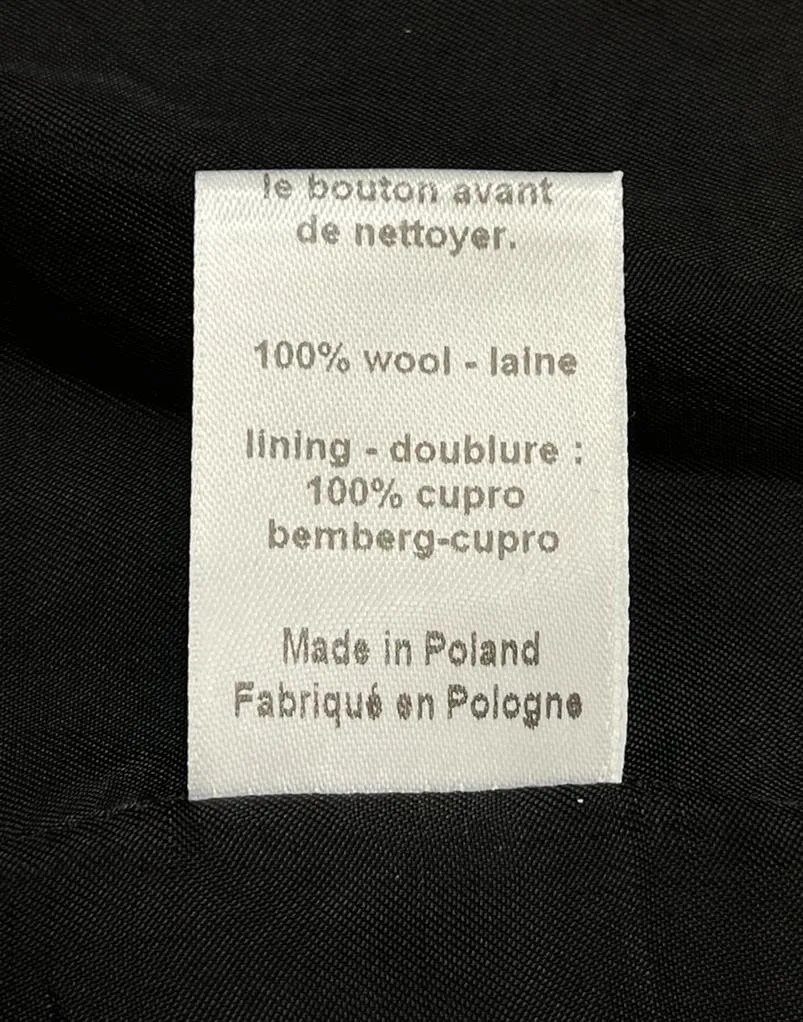 le bouton avant
de nettoyer.
100% wool - laine
lining - doublure :
100% cupro
bemberg-cupro
Made in Poland
Fabriqué en Pologne